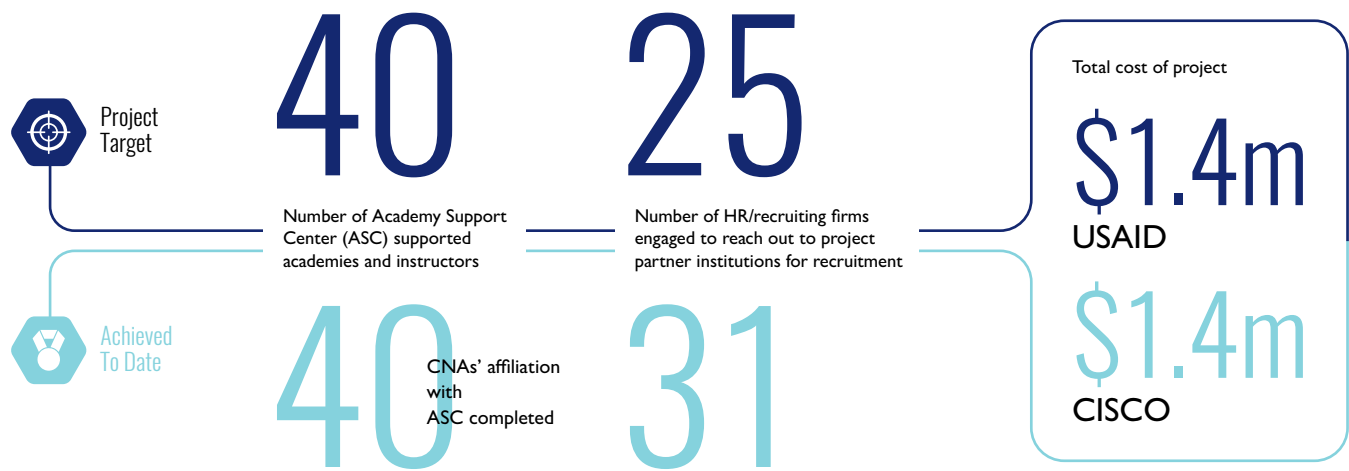 Project
Target
40
Number of Academy Support
Center (ASC) supported
academies and instructors
25
Number of HR/recruiting firms
engaged to reach out to project
partner institutions for recruitment
Achieved
To Date
40
CNAs’ affiliation
with
ASC completed
31
Total cost of project
$1.4m
USAID
$1.4m
CISCO